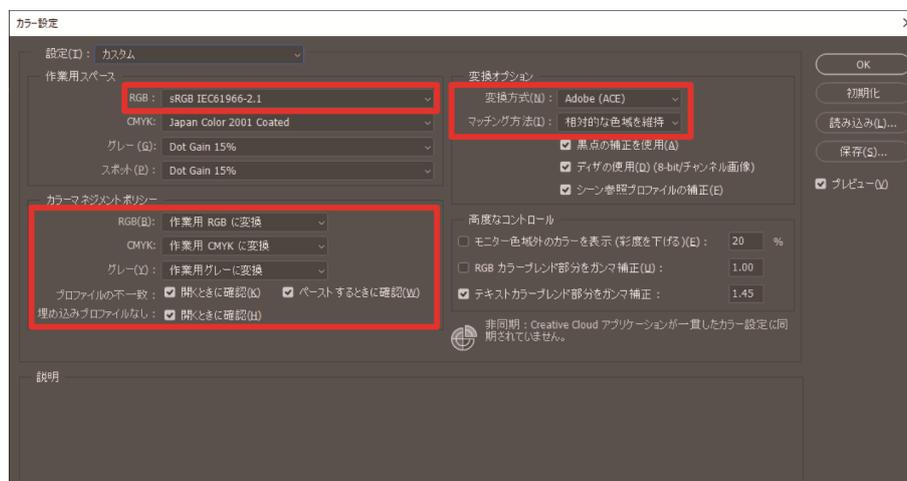 カラー設定
設定(T)： カスタム
作業用スペース
RGB： sRGB IEC61966-2.1
CMYK: Japan Color 2001 Coated
グレー (G): Dot Gain 15%
スポット(P)： Dot Gain 15%
カラーマネジメントポリシー
RGB(B): 作業用 RGB に変換
CMYK: 作業用 CMYK に変換
グレー(Y)： 作業用グレーに変換
プロファイルの不一致： 開くときに確認(K) ペーストするときに確認(W)
埋め込みプロファイルなし： 開くときに確認(H)
変換オプション
変換方式(N)： Adobe (ACE)
マッチング方法(I)： 相対的な色域を維持
黒点の補正を使用(A)
ディザの使用(D) (8-bit/チャンネル画像)
シーン参照プロファイルの補正(E)
高度なコントロール
モニター色域外のカラーを表示 (彩度を下げる)(E)： 20 %
RGB カラーブレンド部分をガンマ補正(U)： 1.00
テキストカラーブレンド部分をガンマ補正： 1.45
非同期：Creative Cloud アプリケーションが一貫したカラー設定に同
期されていません。
OK
初期化
読み込み(L)...
保存(S)...
プレビュー(V)
説明